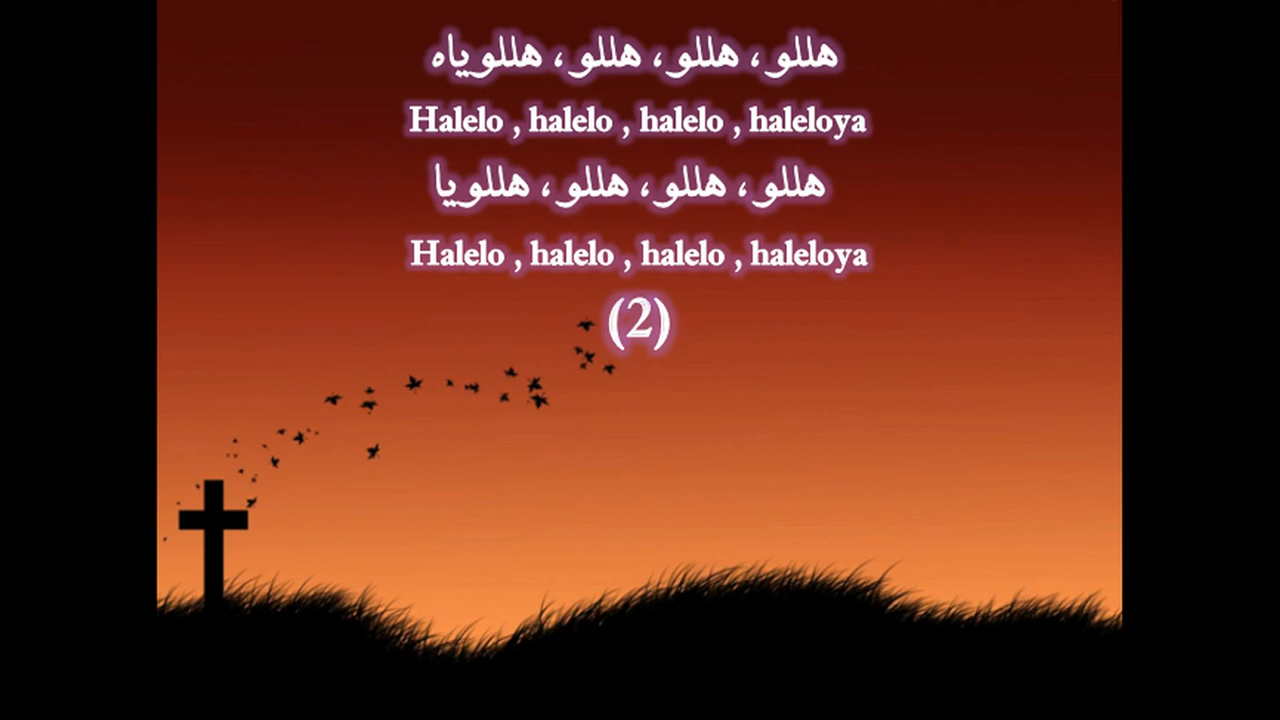 هللو، هللو، هللو، هللوياه
Halelo , halelo , halelo , haleloya
هللو، هللو، هللو، هللويا
Halelo , halelo , halelo , haleloya
(2)